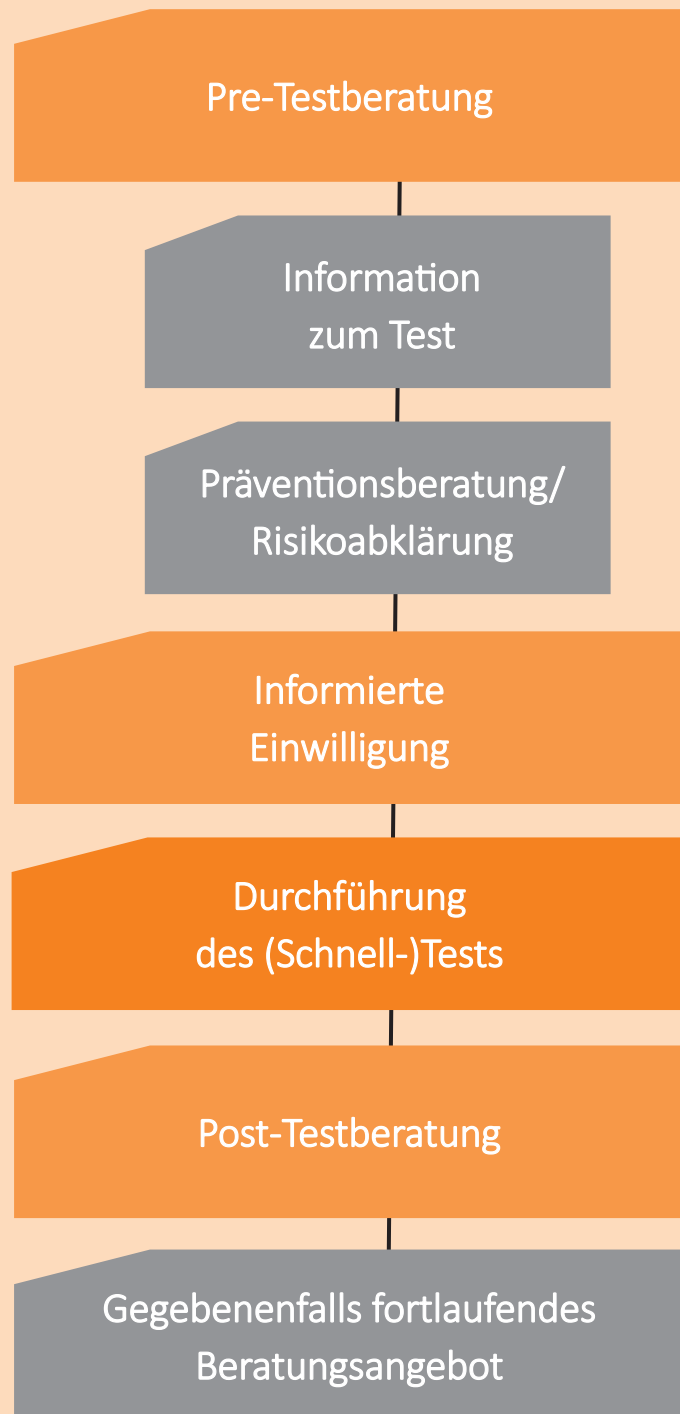 Pre-Testberatung
Information
zum Test
Präventionsberatung/
Risikoabklärung
Informierte
Einwilligung
Durchführung
des (Schnell-)Tests
Post-Testberatung
Gegebenenfalls fortlaufendes
Beratungsangebot